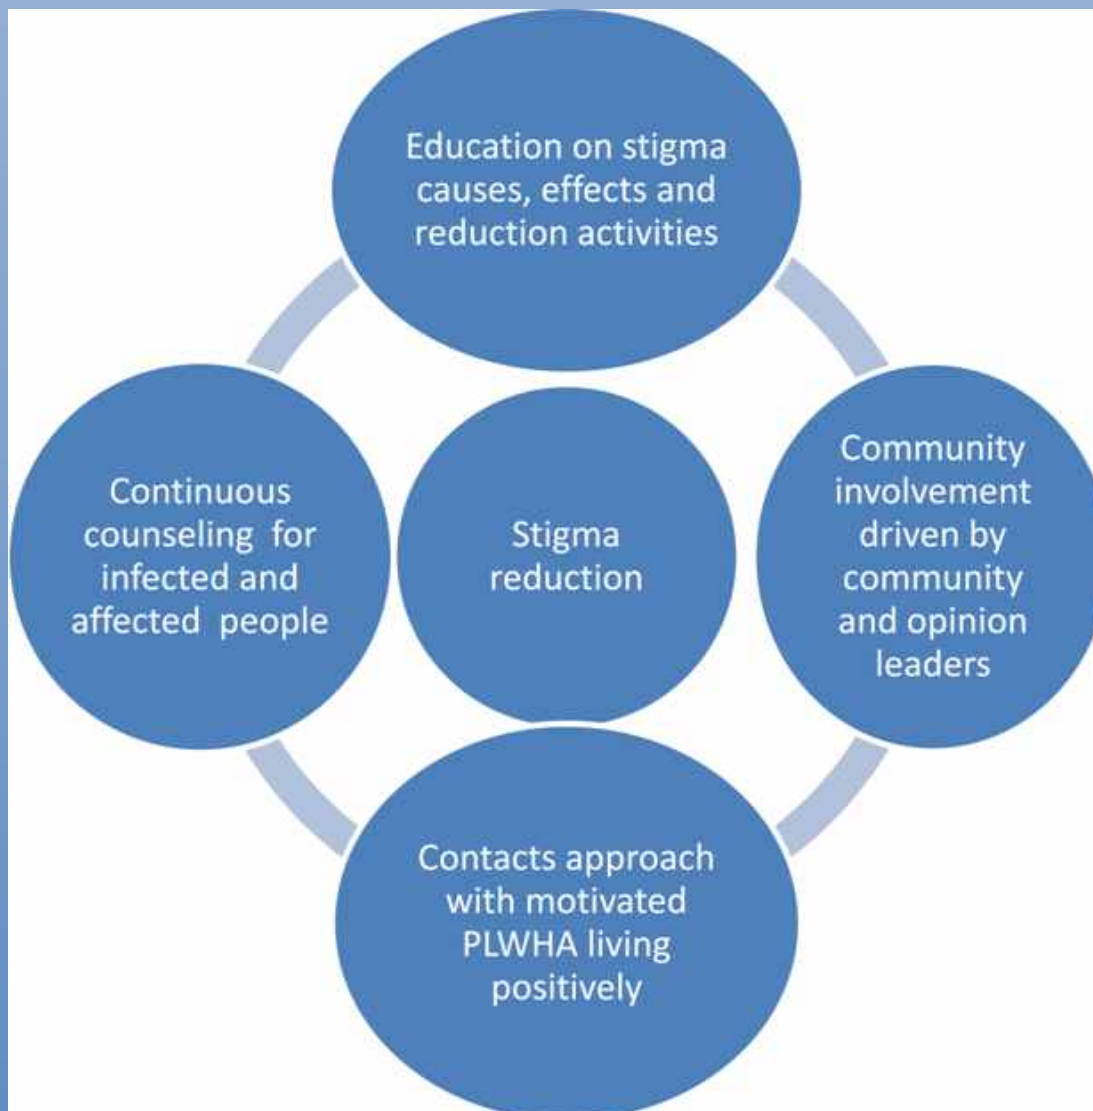 Education on stigma
causes, effects and
reduction activities
Community
involvement
driven by
community
and opinion
leaders
Contacts approach
with motivated
PLWHA living
positively
Continuous
counseling for
infected and
affected people
Stigma
reduction